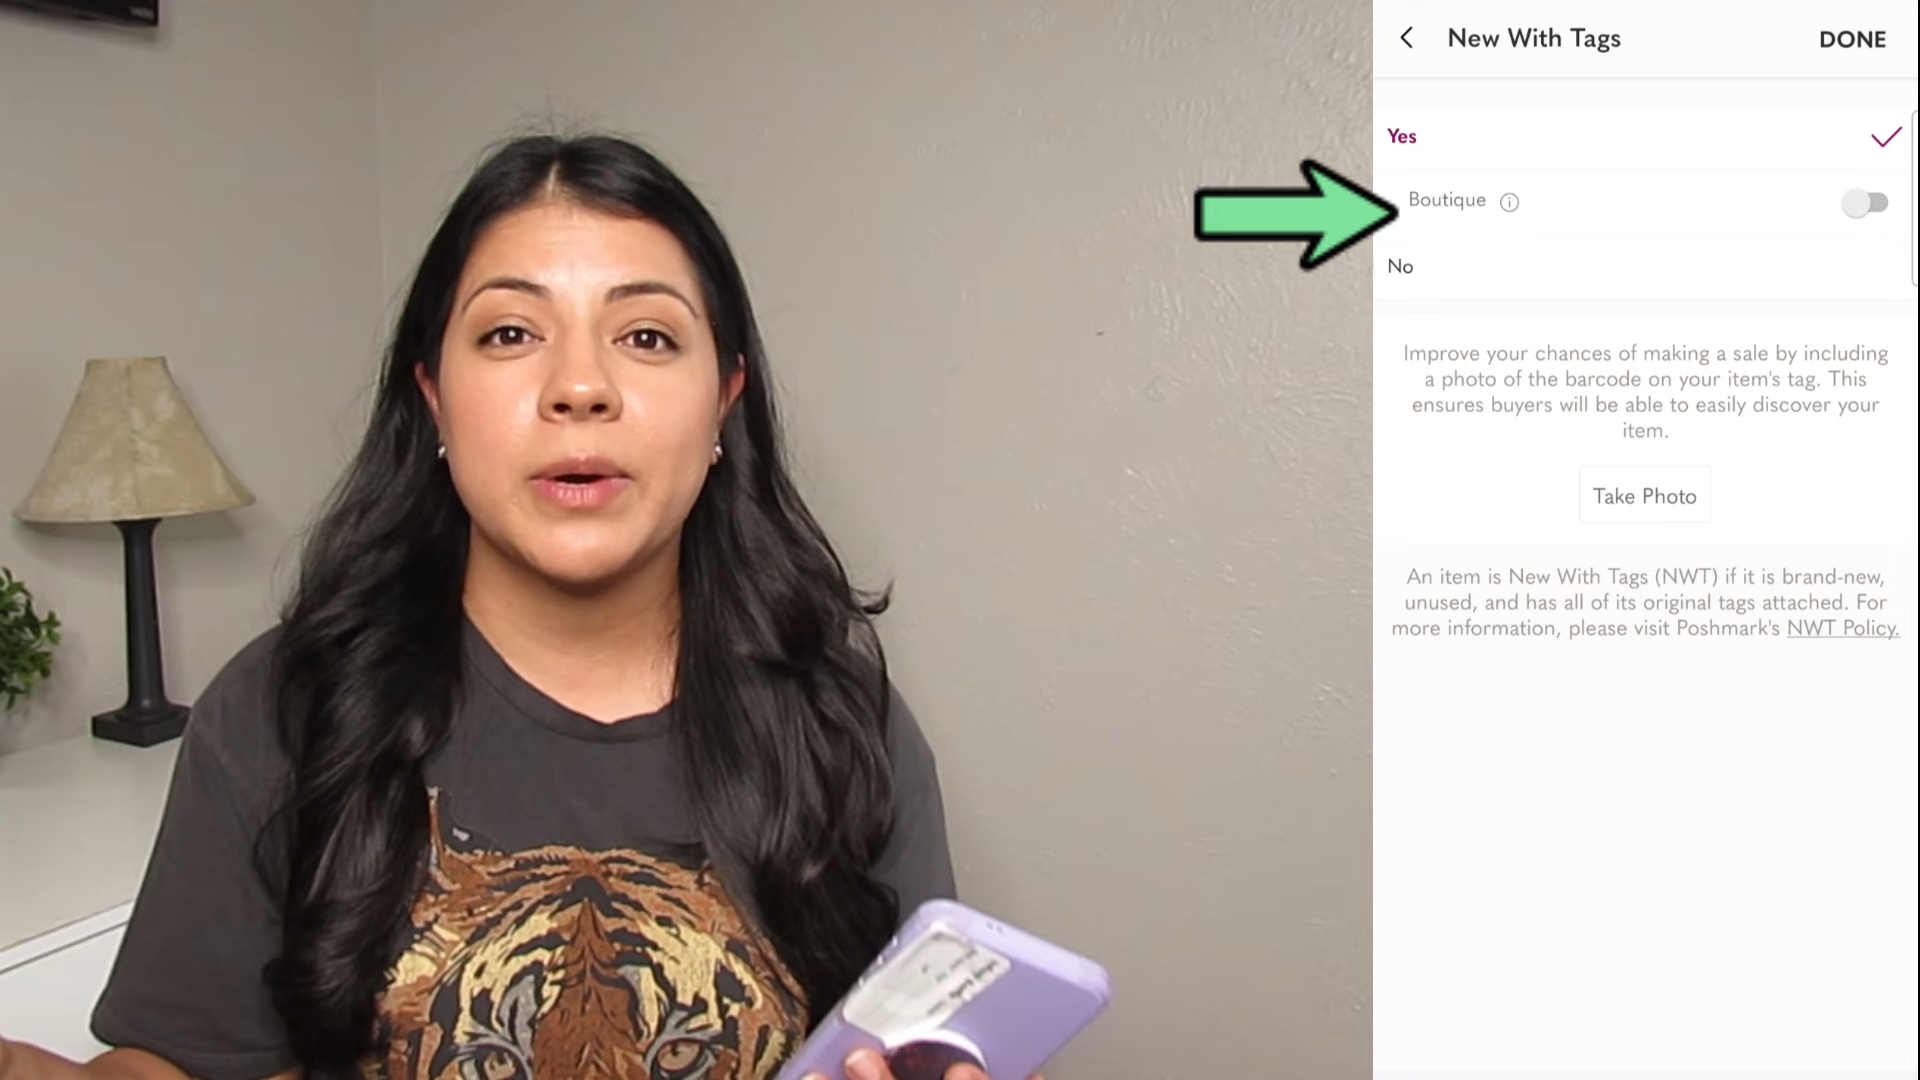 New With Tags
DONE
Yes
Boutique
No
Improve your chances of making a sale by including
a photo of the barcode on your item's tag. This
ensures buyers will be able to easily discover your
item.
Take Photo
An item is New With Tags (NWT) if it is brand-new,
unused, and has all of its original tags attached. For
more information, please visit Poshmark's NWT Policy.